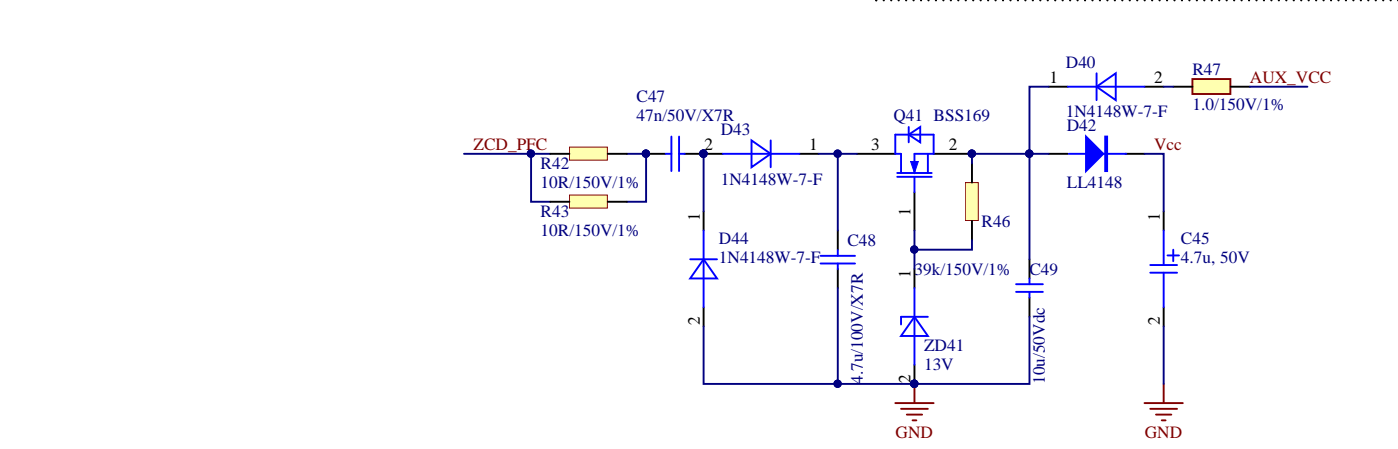 D40
1
2
R47
AUX_VCC
1N4148W-7-F
1.0/150V/1%
C47
47n/50V/X7R
D43
Q41
BSS169
D42
ZCD_PFC
2
1
3
2
Vcc
R42
10R/150V/1%
1N4148W-7-F
LL4148
R43
10R/150V/1%
1
1
R46
1
D44
1N4148W-7-F
C48
C45
4.7u, 50V
1
39k/150V/1%
C49
4.7u/100V/X7R
2
10u/50Vdc
2
ZD41
13V
2
GND
GND